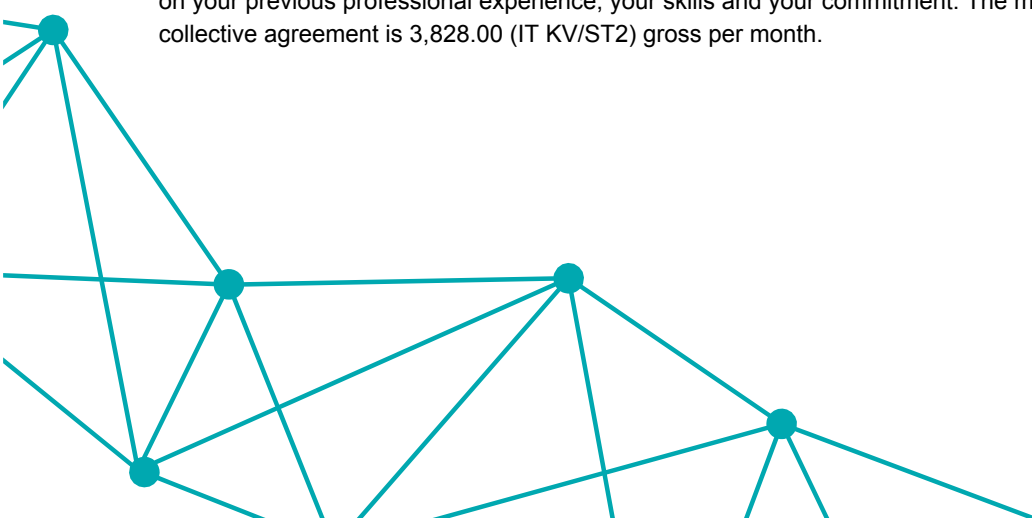 on your previous professional experience, your skills and your commitment. The
collective agreement is 3,828.00 (IT KV/ST2) gross per month.